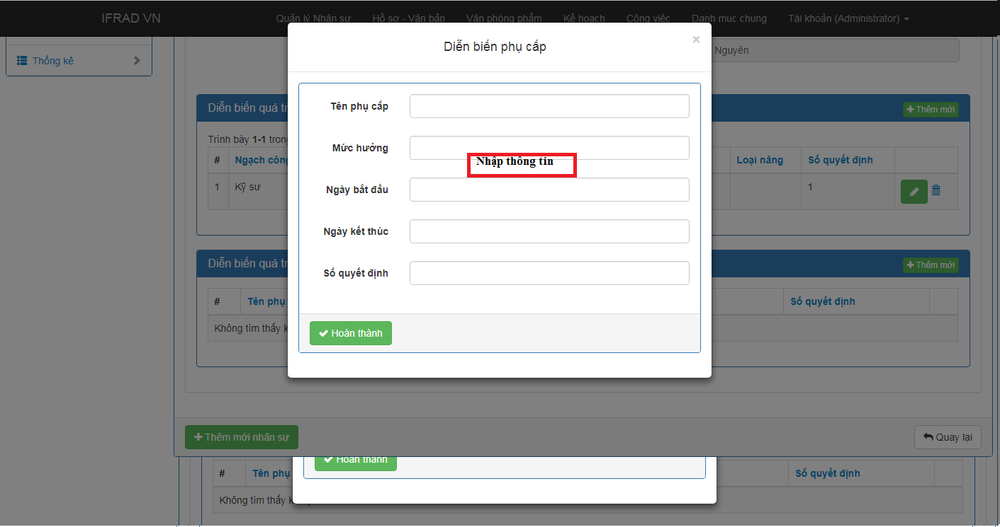 IFRAD VN Quản lý Nhân sự Hồ sơ - Văn bản Văn phòng phẩm Kế hoạch Công việc Danh mục chung Tài khoản (Administrator)
Diễn biến phụ cấp ×
Thống kê
Nguyên
Tên phụ cấp
Diễn biến quá Thêm mới
Trình bày 1-1
Mức hưởng
# Ngạch Loại nâng Số quyết định
Nhập thông tin
1 Kỹ sư 1
Ngày bắt đầu
Ngày kết thúc
Diễn biến quá Thêm mới
Số quyết định
# Tên phụ Số quyết định
Không tìm thấy
Hoàn thành
Thêm mới nhân sự Quay lại
Hoàn thành
# Tên phụ Số quyết định
Không tìm thấy